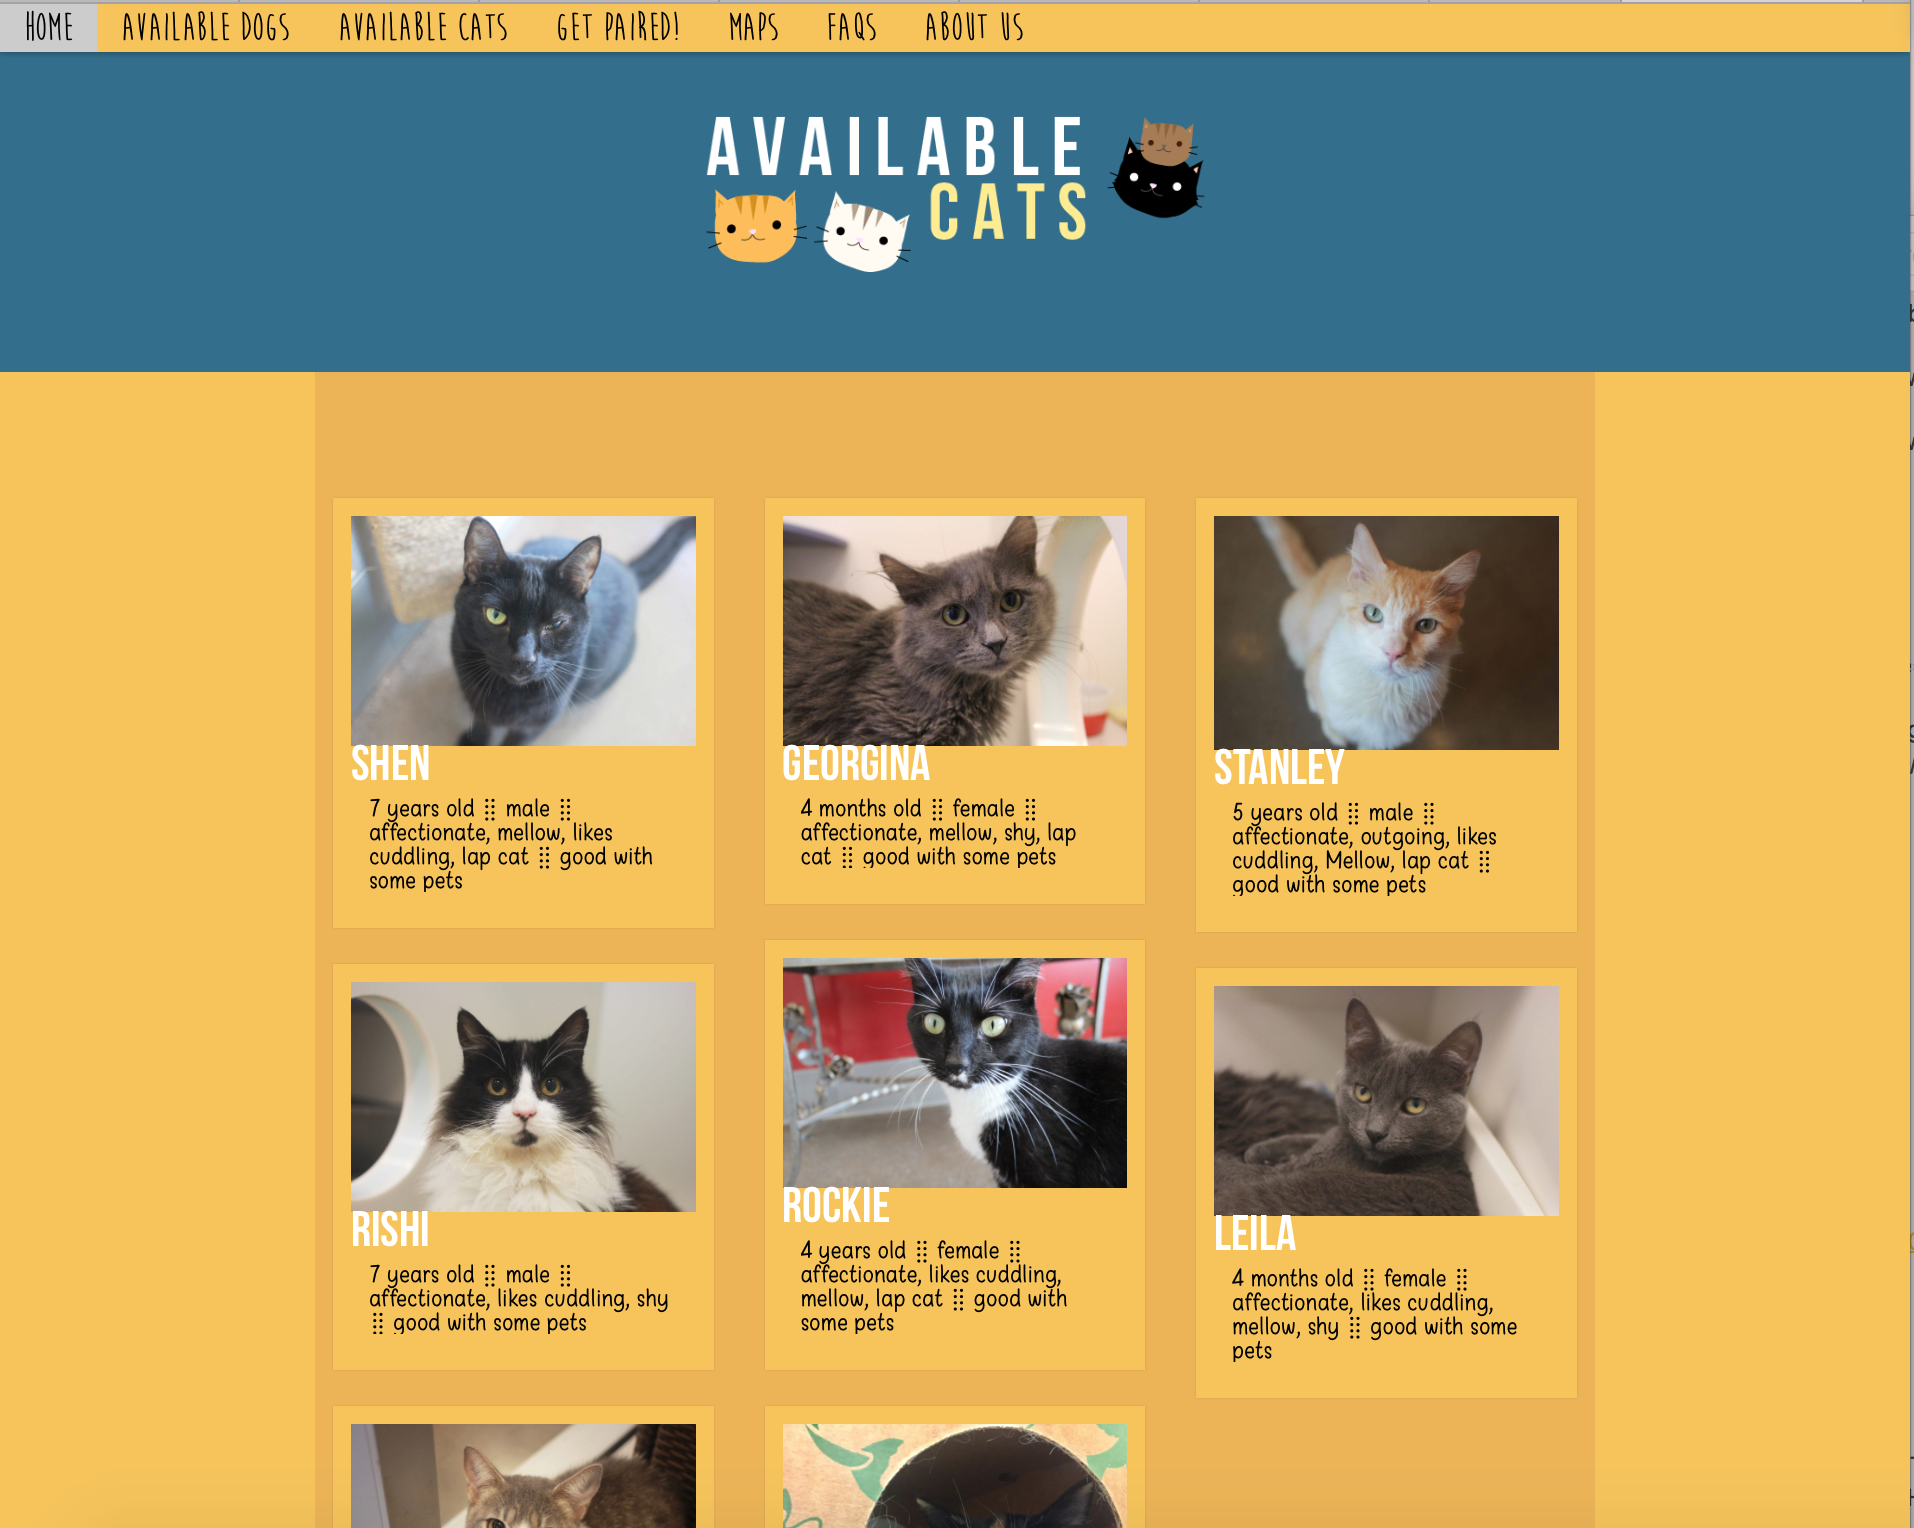 HOME AVAILABLE DOGS AVAILABLE CATS GET PAIRED! MAPS FAQS ABOUT US
AVAILABLE
CATS
SHEN
7 years old ⣿ male ⣿
affectionate, mellow, likes
cuddling, lap cat ⣿ good with
some pets
GEORGINA
4 months old ⣿ female ⣿
affectionate, mellow, shy, lap
cat ⣿ good with some pets
STANLEY
5 years old ⣿ male ⣿
affectionate, outgoing, likes
cuddling, Mellow, lap cat ⣿
good with some pets
RISHI
7 years old ⣿ male ⣿
affectionate, likes cuddling, shy
⣿ good with some pets
ROCKIE
4 years old ⣿ female ⣿
affectionate, likes cuddling,
mellow, lap cat ⣿ good with
some pets
LEILA
4 months old ⣿ female ⣿
affectionate, likes cuddling,
mellow, shy ⣿ good with some
pets